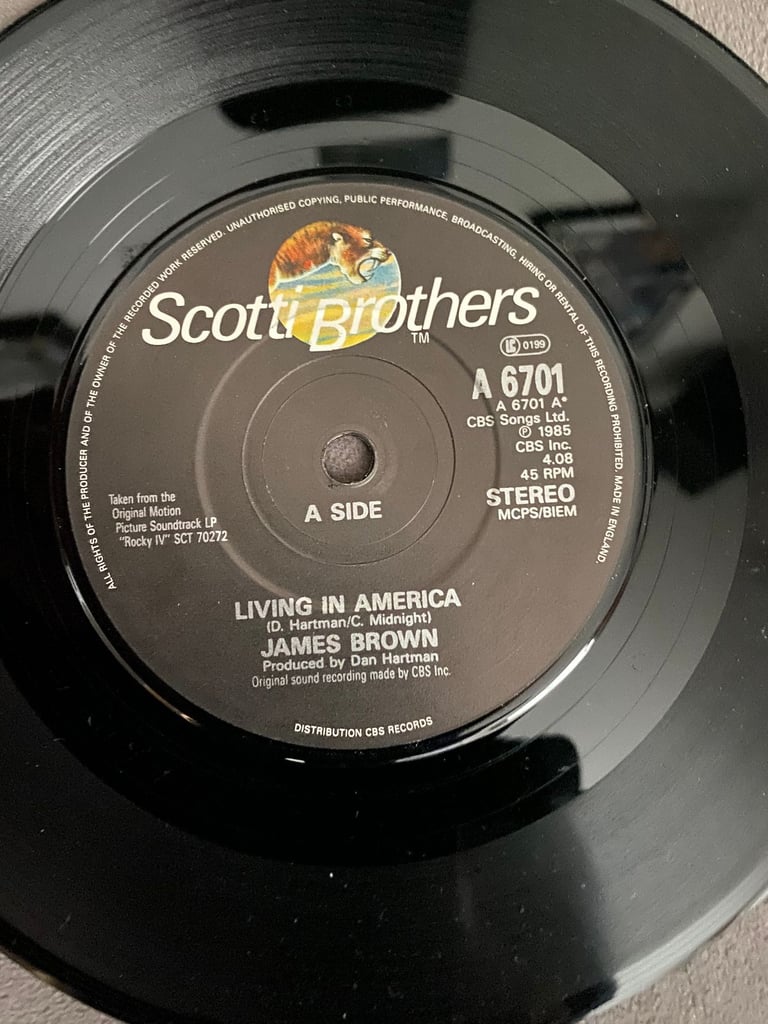 ALL RIGHTS OF THE PRODUCER AND OF THE OWNER OF THE RECORDED WORK RESERVED. UNAUTHORISED COPYING, PUBLIC PERFORMANCE, BROADCASTING, HIRING OR RENTAL OF THIS RECORDING PROHIBITED. MADE IN ENGLAND.
Scotti Brothers
TM
LC 0199
A 6701
A 6701 A*
CBS Songs Ltd.
℗ 1985
CBS Inc.
4.08
45 RPM
STEREO
MCPS/BIEM
Taken from the
Original Motion
Picture Soundtrack LP
"Rocky IV" SCT 70272
A SIDE
LIVING IN AMERICA
(D. Hartman/C. Midnight)
JAMES BROWN
Produced by Dan Hartman
Original sound recording made by CBS Inc.
DISTRIBUTION CBS RECORDS